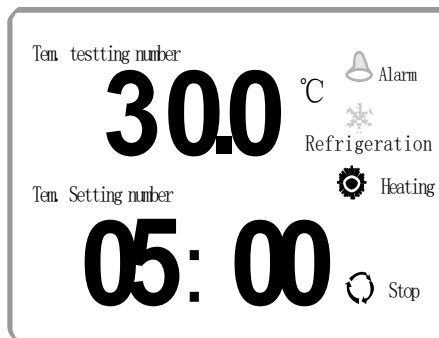 Tem. testting number
30.0 ℃
Alarm
Refrigeration
Tem. Setting number
Heating
05: 00
Stop